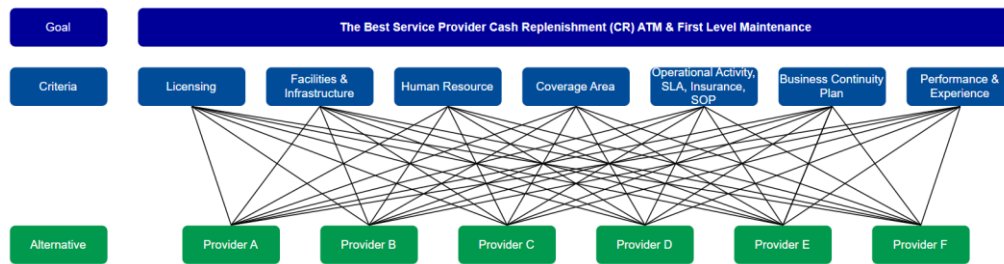 Goal
The Best Service Provider Cash Replenishment (CR) ATM & First Level Maintenance
Criteria
Licensing
Facilities &
Infrastructure
Human Resource
Coverage Area
Operational Activity,
SLA, Insurance,
SOP
Business Continuity
Plan
Performance &
Experience
Alternative
Provider A
Provider B
Provider C
Provider D
Provider E
Provider F